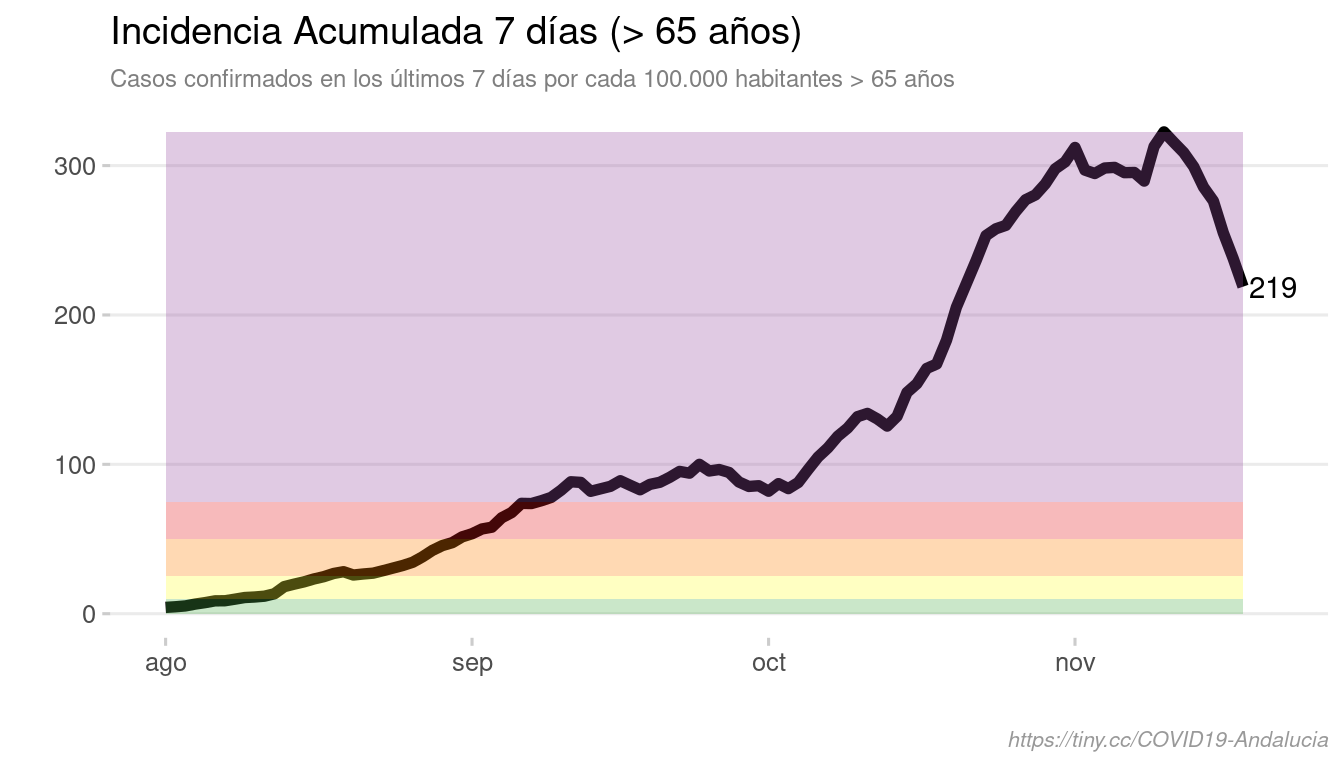 Incidencia Acumulada 7 días (> 65 años)
Casos confirmados en los últimos 7 días por cada 100.000 habitantes > 65 años
300
219
200
100
0
ago sep oct nov
https://tiny.cc/COVID19-Andalucia